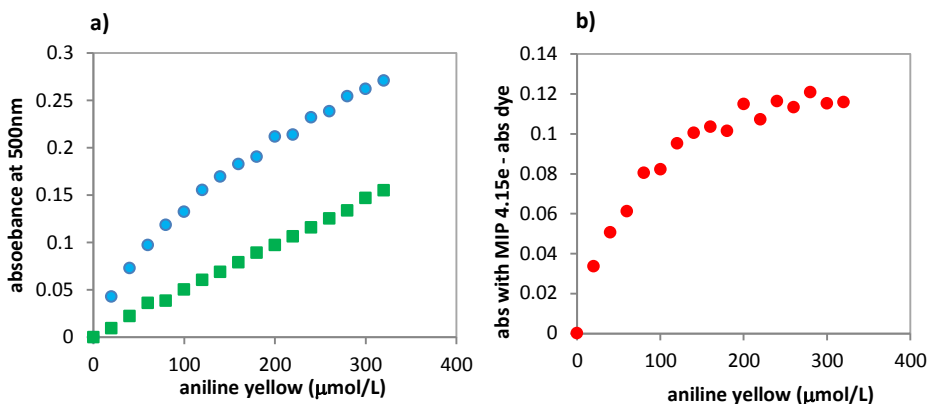 a)
0.3
0.25
0.2
0.15
0.1
0.05
0
0 100 200 300 400
absoebance at 500nm
aniline yellow (µmol/L)
b)
0.14
0.12
0.1
0.08
0.06
0.04
0.02
0
0 100 200 300 400
abs with MIP 4.15e - abs dye
aniline yellow (µmol/L)